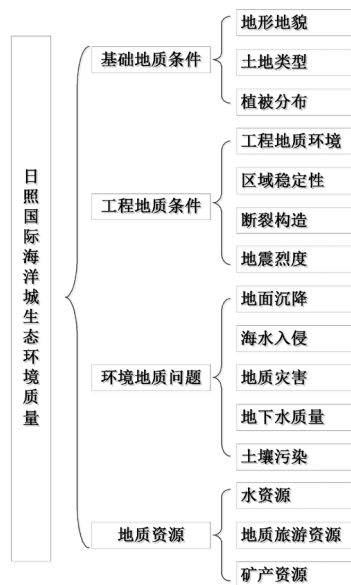 日照国际海洋城生态环境质量
基础地质条件
地形地貌
土地类型
植被分布
工程地质条件
工程地质环境
区域稳定性
断裂构造
地震烈度
环境地质问题
地面沉降
海水入侵
地质灾害
地下水质量
土壤污染
地质资源
水资源
地质旅游资源
矿产资源